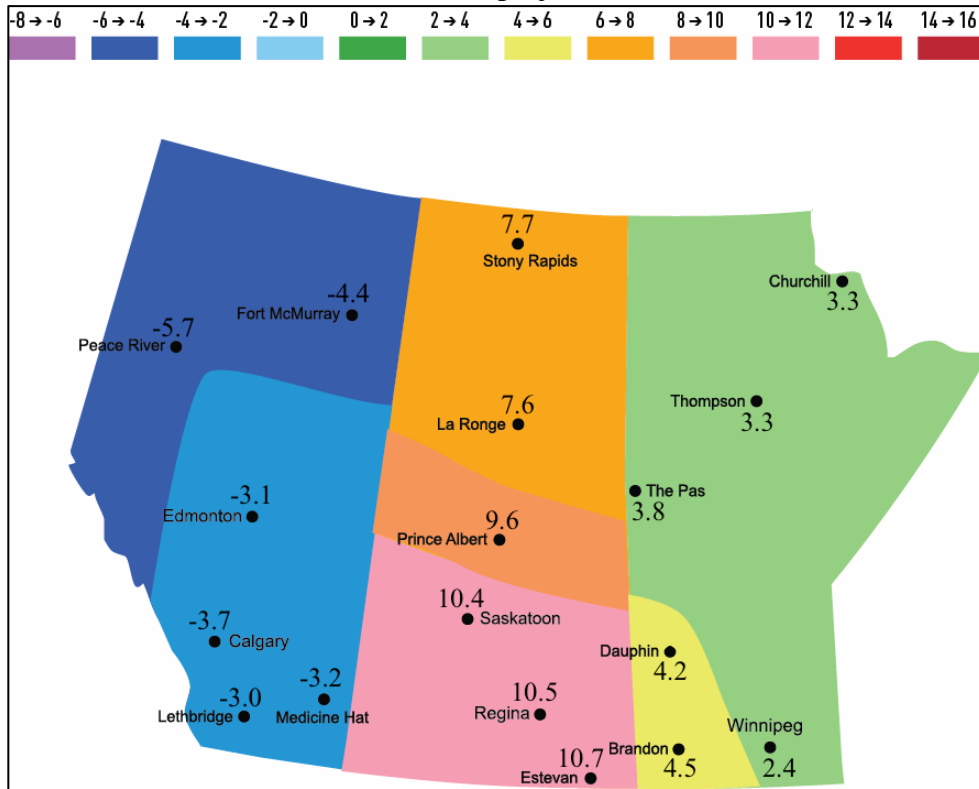 -8 → -6 -6 → -4 -4 → -2 -2 → 0 0 → 2 2 → 4 4 → 6 6 → 8 8 → 10 10 → 12 12 → 14 14 → 16
7.7
Stony Rapids
Churchill
3.3
-4.4
Fort McMurray
-5.7
Peace River
7.6
La Ronge
Thompson
3.3
The Pas
3.8
-3.1
Edmonton
9.6
Prince Albert
10.4
Saskatoon
-3.7
Calgary
Dauphin
4.2
-3.2
Medicine Hat
-3.0
Lethbridge
10.5
Regina
Winnipeg
2.4
Brandon
4.5
10.7
Estevan